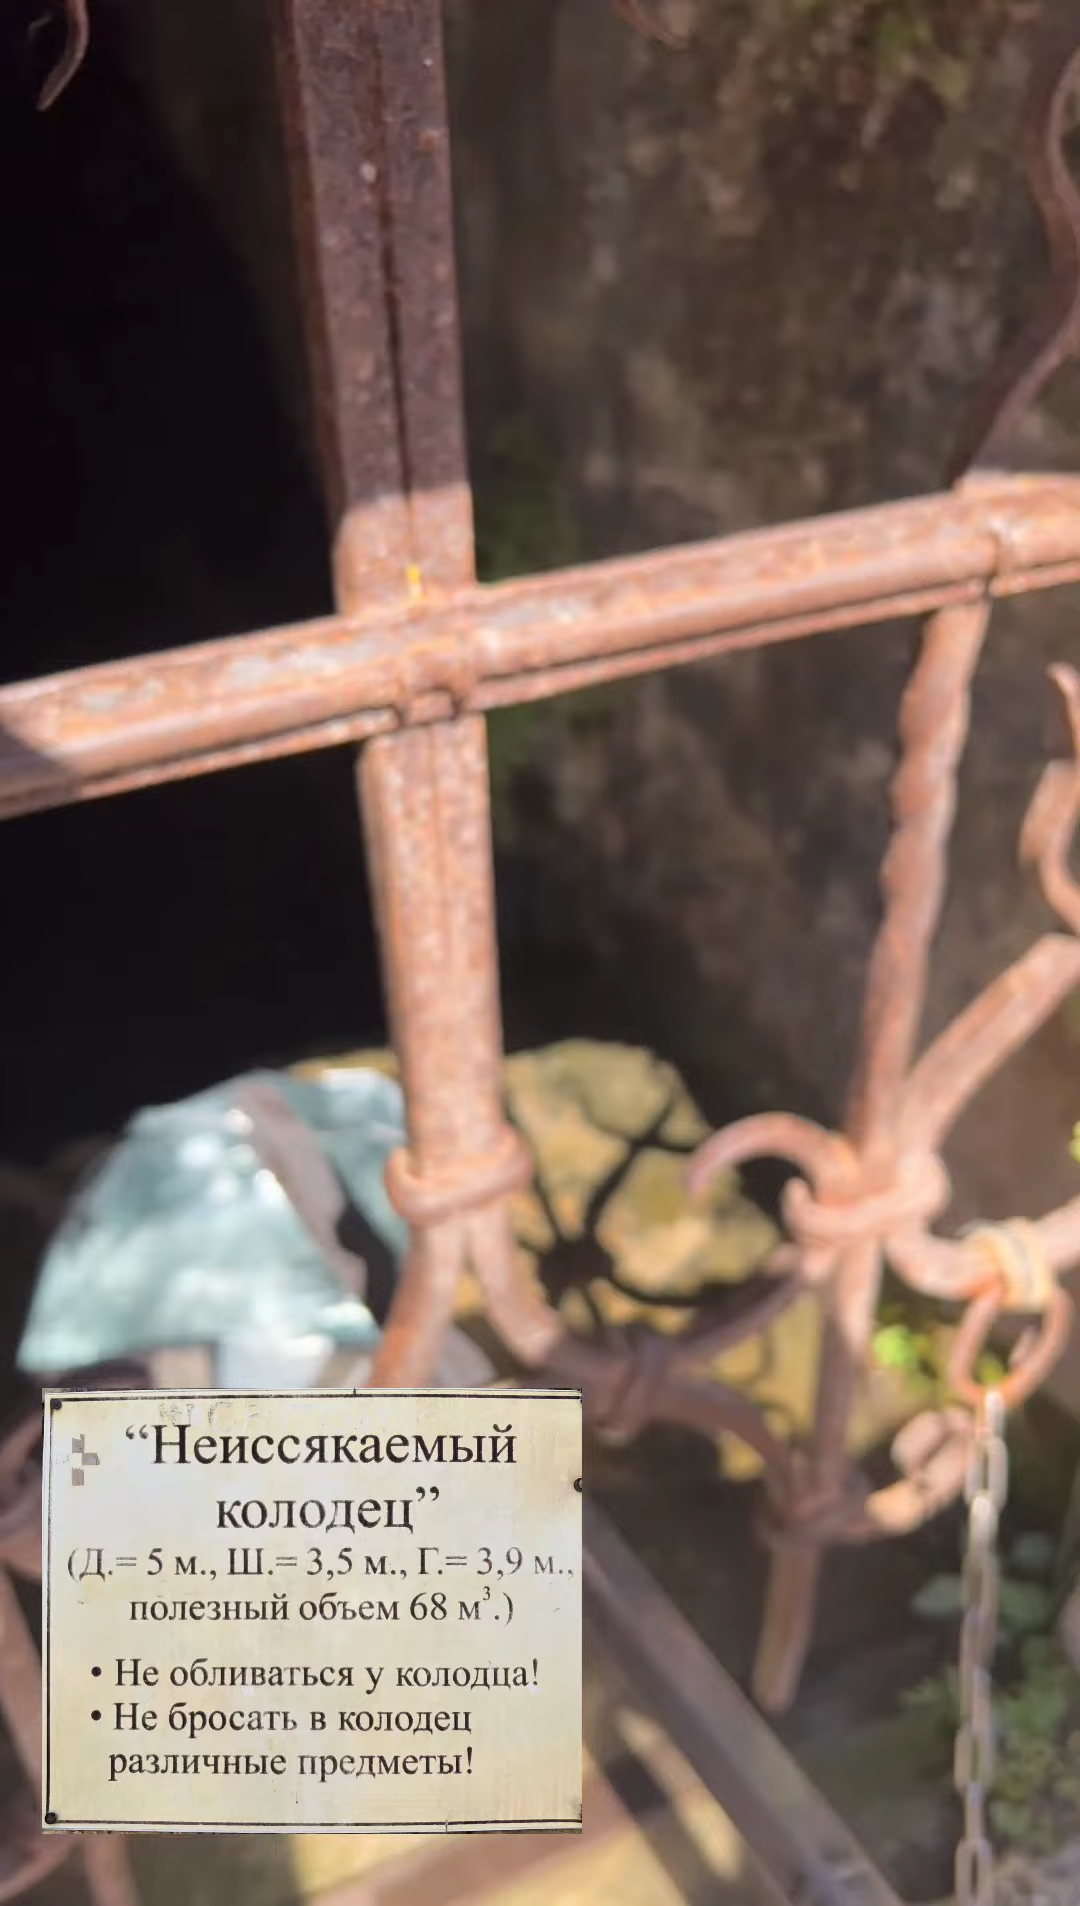 “Неиссякаемый
колодец”
(Д.= 5 м., Ш.= 3,5 м., Г.= 3,9 м.,
полезный объем 68 м³.)
• Не обливаться у колодца!
• Не бросать в колодец
различные предметы!